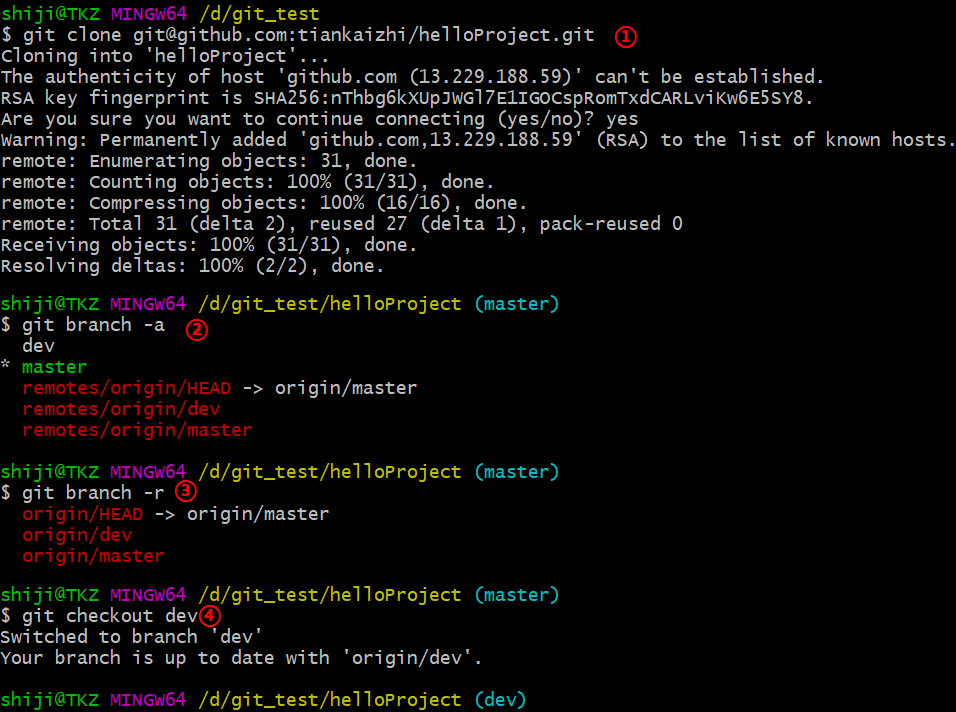 shiji@TKZ MINGW64 /d/git_test
$ git clone git@github.com:tiankaizhi/helloProject.git ①
Cloning into 'helloProject'...
The authenticity of host 'github.com (13.229.188.59)' can't be established.
RSA key fingerprint is SHA256:nThbg6kXUpJWGl7E1IGOCspRomTxdCARLviKw6E5SY8.
Are you sure you want to continue connecting (yes/no)? yes
Warning: Permanently added 'github.com,13.229.188.59' (RSA) to the list of known hosts.
remote: Enumerating objects: 31, done.
remote: Counting objects: 100% (31/31), done.
remote: Compressing objects: 100% (16/16), done.
remote: Total 31 (delta 2), reused 27 (delta 1), pack-reused 0
Receiving objects: 100% (31/31), done.
Resolving deltas: 100% (2/2), done.
shiji@TKZ MINGW64 /d/git_test/helloProject (master)
$ git branch -a ②
  dev
* master
  remotes/origin/HEAD -> origin/master
  remotes/origin/dev
  remotes/origin/master
shiji@TKZ MINGW64 /d/git_test/helloProject (master)
$ git branch -r ③
  origin/HEAD -> origin/master
  origin/dev
  origin/master
shiji@TKZ MINGW64 /d/git_test/helloProject (master)
$ git checkout dev ④
Switched to branch 'dev'
Your branch is up to date with 'origin/dev'.
shiji@TKZ MINGW64 /d/git_test/helloProject (dev)